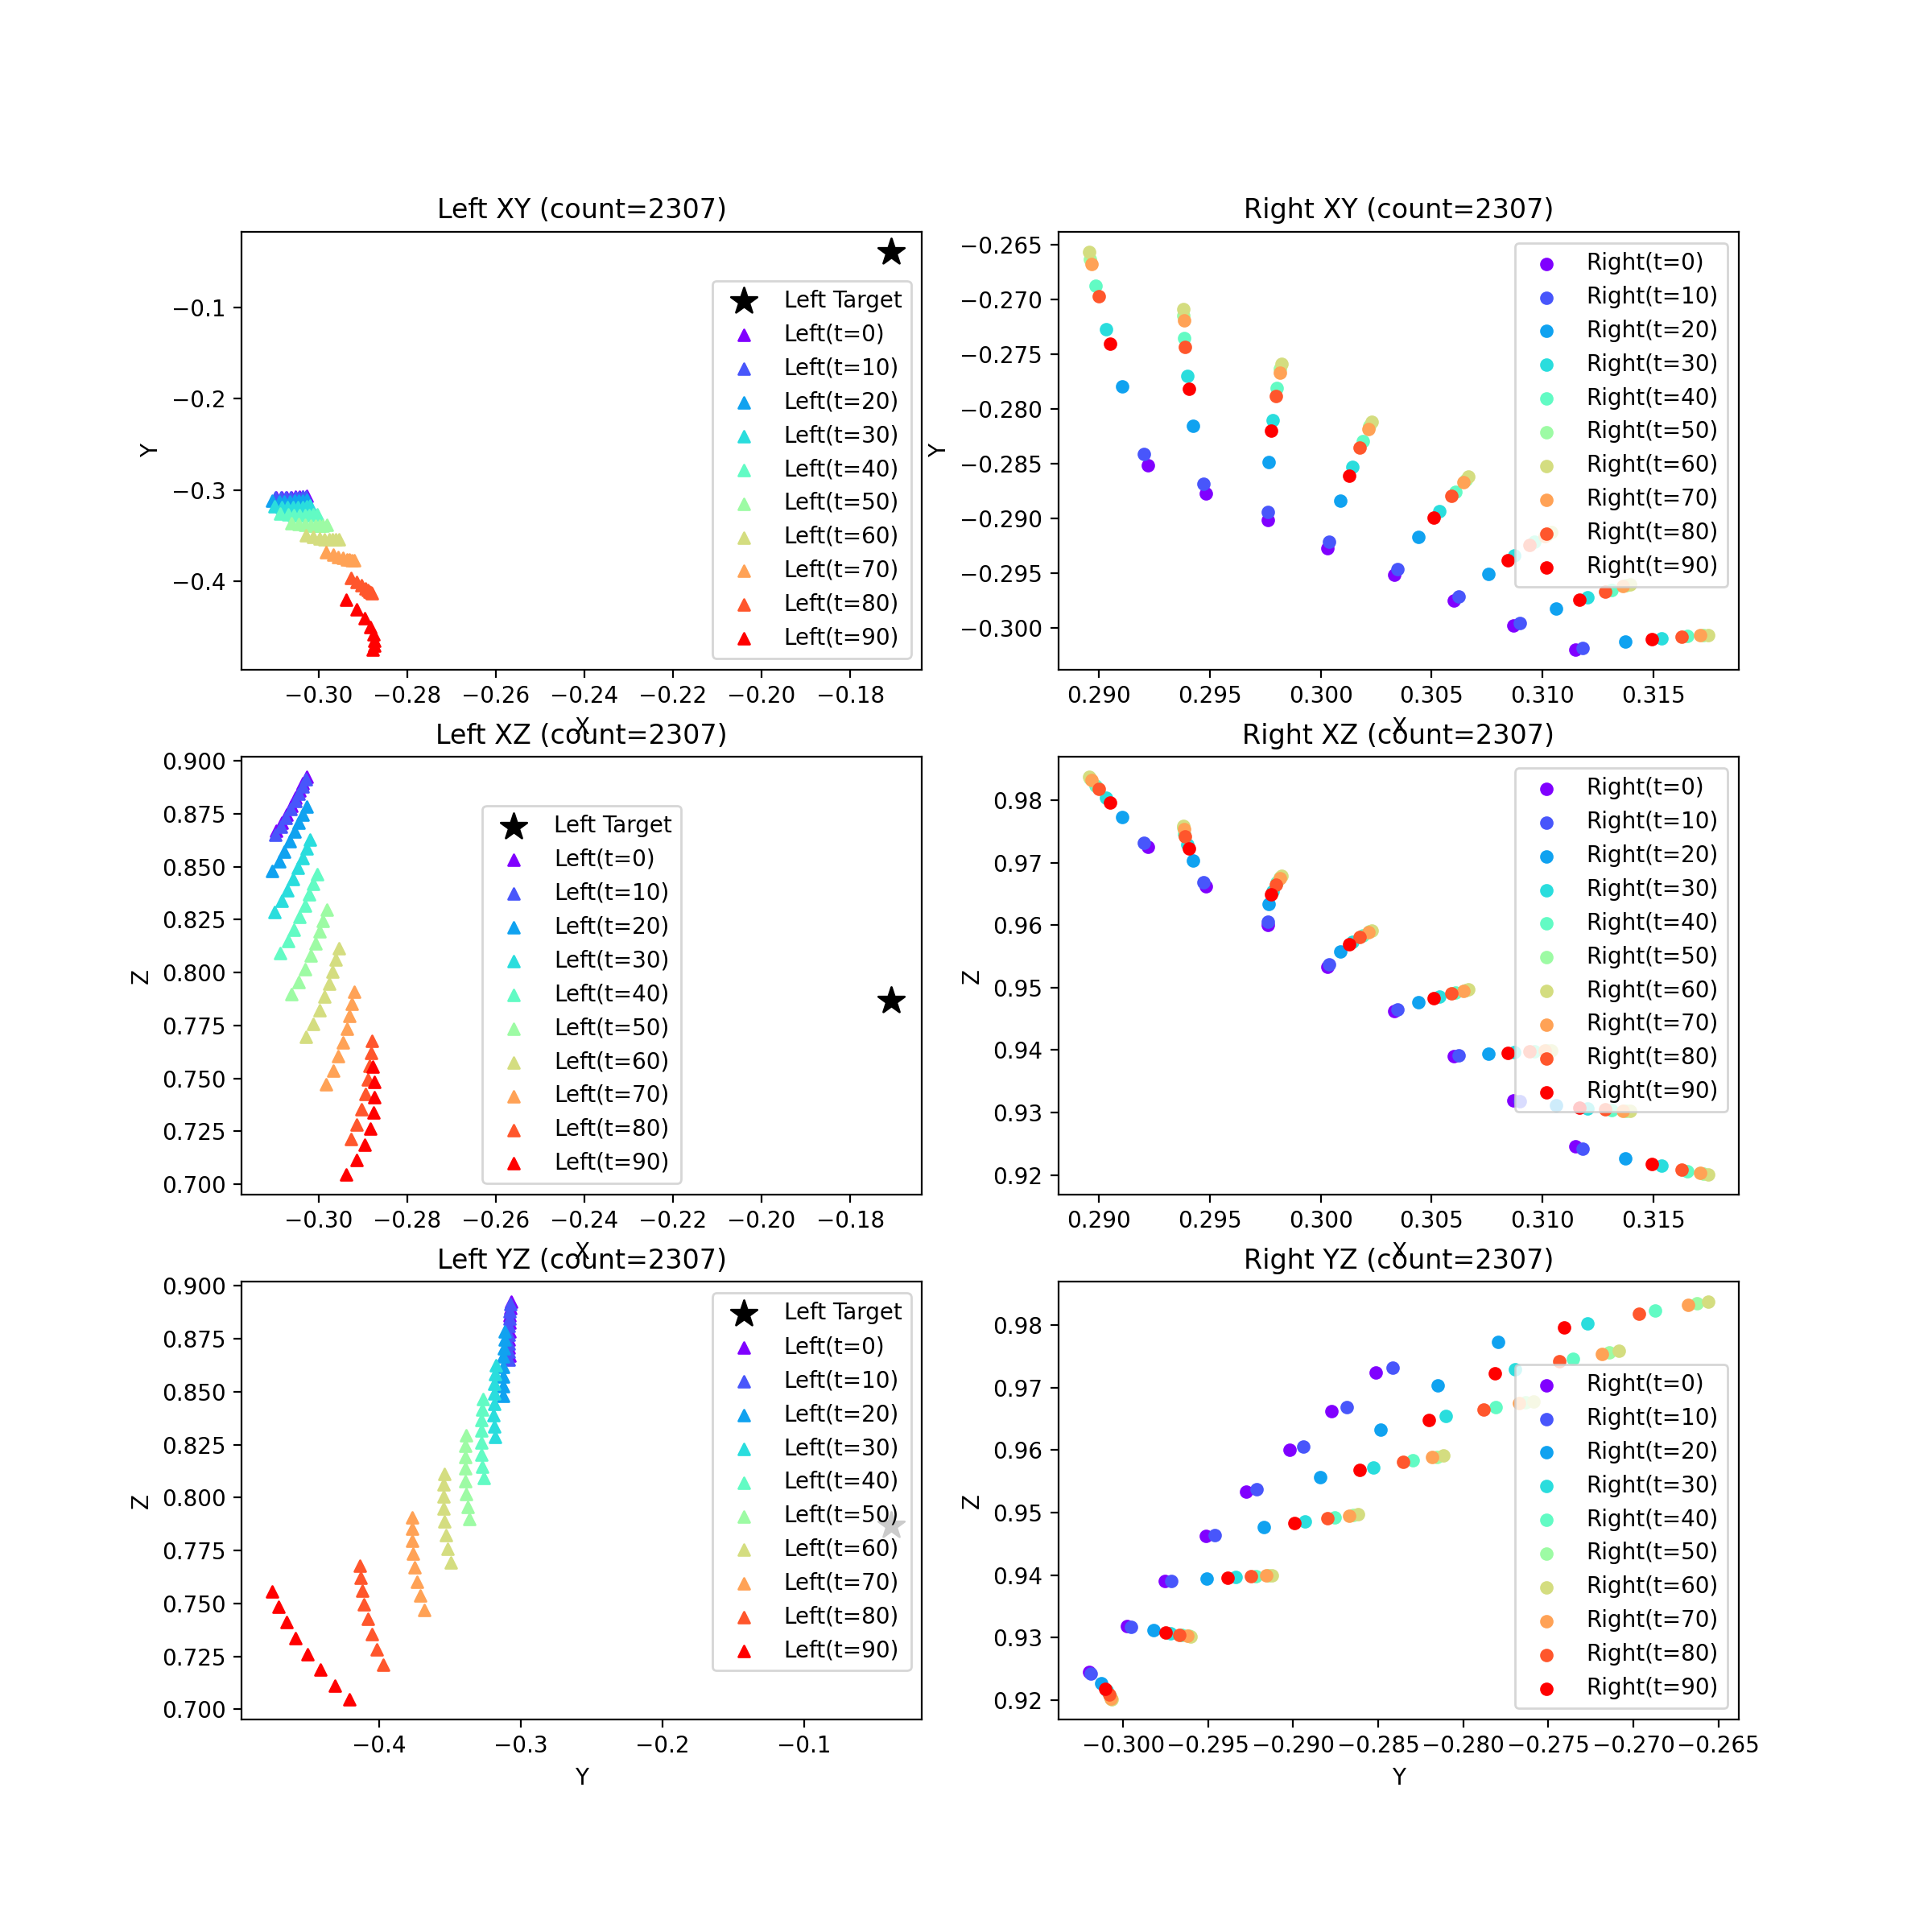 Left XY (count=2307)
Y
−0.1
−0.2
−0.3
−0.4
Left Target
Left(t=0)
Left(t=10)
Left(t=20)
Left(t=30)
Left(t=40)
Left(t=50)
Left(t=60)
Left(t=70)
Left(t=80)
Left(t=90)
−0.30 −0.28 −0.26 −0.24 −0.22 −0.20 −0.18
X
Right XY (count=2307)
Y
−0.265
−0.270
−0.275
−0.280
−0.285
−0.290
−0.295
−0.300
Right(t=0)
Right(t=10)
Right(t=20)
Right(t=30)
Right(t=40)
Right(t=50)
Right(t=60)
Right(t=70)
Right(t=80)
Right(t=90)
0.290 0.295 0.300 0.305 0.310 0.315
X
Left XZ (count=2307)
Z
0.900
0.875
0.850
0.825
0.800
0.775
0.750
0.725
0.700
Left Target
Left(t=0)
Left(t=10)
Left(t=20)
Left(t=30)
Left(t=40)
Left(t=50)
Left(t=60)
Left(t=70)
Left(t=80)
Left(t=90)
−0.30 −0.28 −0.26 −0.24 −0.22 −0.20 −0.18
X
Right XZ (count=2307)
Z
0.98
0.97
0.96
0.95
0.94
0.93
0.92
Right(t=0)
Right(t=10)
Right(t=20)
Right(t=30)
Right(t=40)
Right(t=50)
Right(t=60)
Right(t=70)
Right(t=80)
Right(t=90)
0.290 0.295 0.300 0.305 0.310 0.315
X
Left YZ (count=2307)
Z
0.900
0.875
0.850
0.825
0.800
0.775
0.750
0.725
0.700
Left Target
Left(t=0)
Left(t=10)
Left(t=20)
Left(t=30)
Left(t=40)
Left(t=50)
Left(t=60)
Left(t=70)
Left(t=80)
Left(t=90)
−0.4 −0.3 −0.2 −0.1
Y
Right YZ (count=2307)
Z
0.98
0.97
0.96
0.95
0.94
0.93
0.92
Right(t=0)
Right(t=10)
Right(t=20)
Right(t=30)
Right(t=40)
Right(t=50)
Right(t=60)
Right(t=70)
Right(t=80)
Right(t=90)
−0.300 −0.295 −0.290 −0.285 −0.280 −0.275 −0.270 −0.265
Y